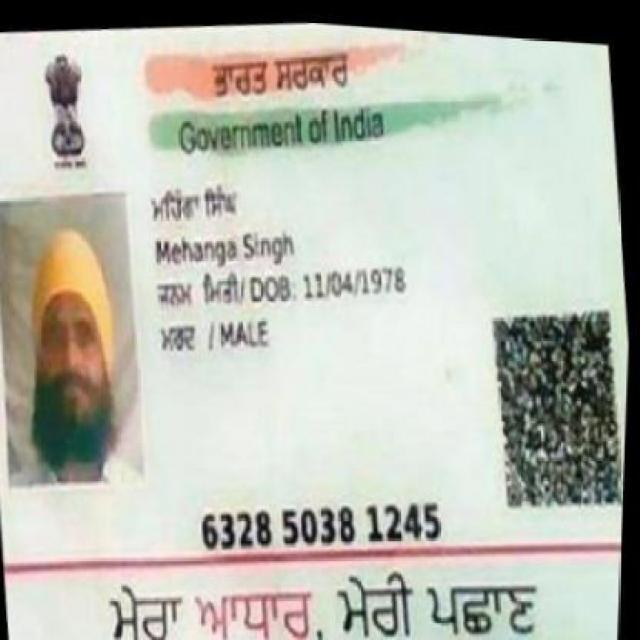 ਭਾਰਤ ਸਰਕਾਰ
Government of India
ਮਹਿੰਗਾ ਸਿੰਘ
Mehanga Singh
ਜਨਮ ਮਿਤੀ/ DOB: 11/04/1978
ਮਰਦ / MALE
6328 5038 1245
ਮੇਰਾ ਆਧਾਰ, ਮੇਰੀ ਪਛਾਣ